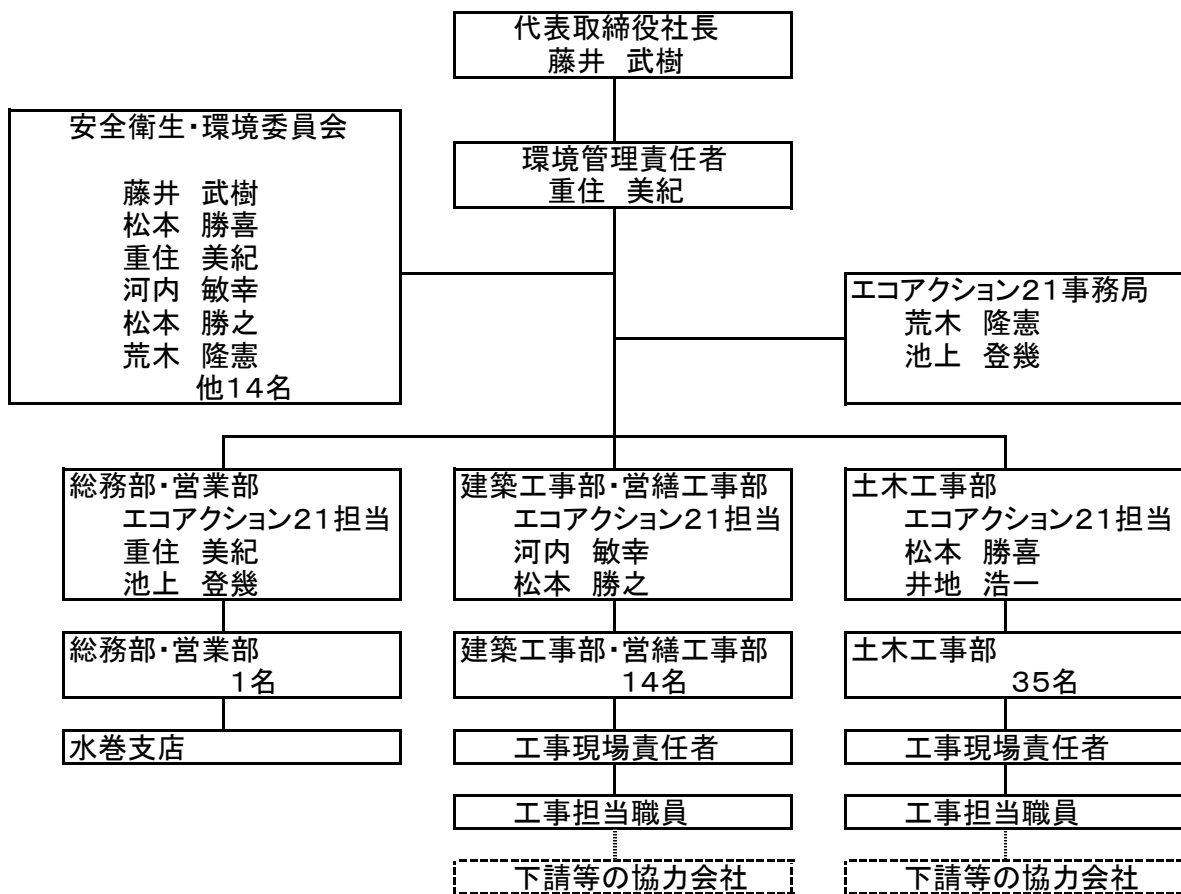 代表取締役社長
藤井 武樹
安全衛生・環境委員会
藤井 武樹
松本 勝喜
重住 美紀
河内 敏幸
松本 勝之
荒木 隆憲
他14名
環境管理責任者
重住 美紀
エコアクション21事務局
荒木 隆憲
池上 登幾
総務部・営業部
エコアクション21担当
重住 美紀
池上 登幾
建築工事部・営繕工事部
エコアクション21担当
河内 敏幸
松本 勝之
土木工事部
エコアクション21担当
松本 勝喜
井地 浩一
総務部・営業部
1名
建築工事部・営繕工事部
14名
土木工事部
35名
水巻支店
工事現場責任者
工事現場責任者
工事担当職員
工事担当職員
下請等の協力会社
下請等の協力会社